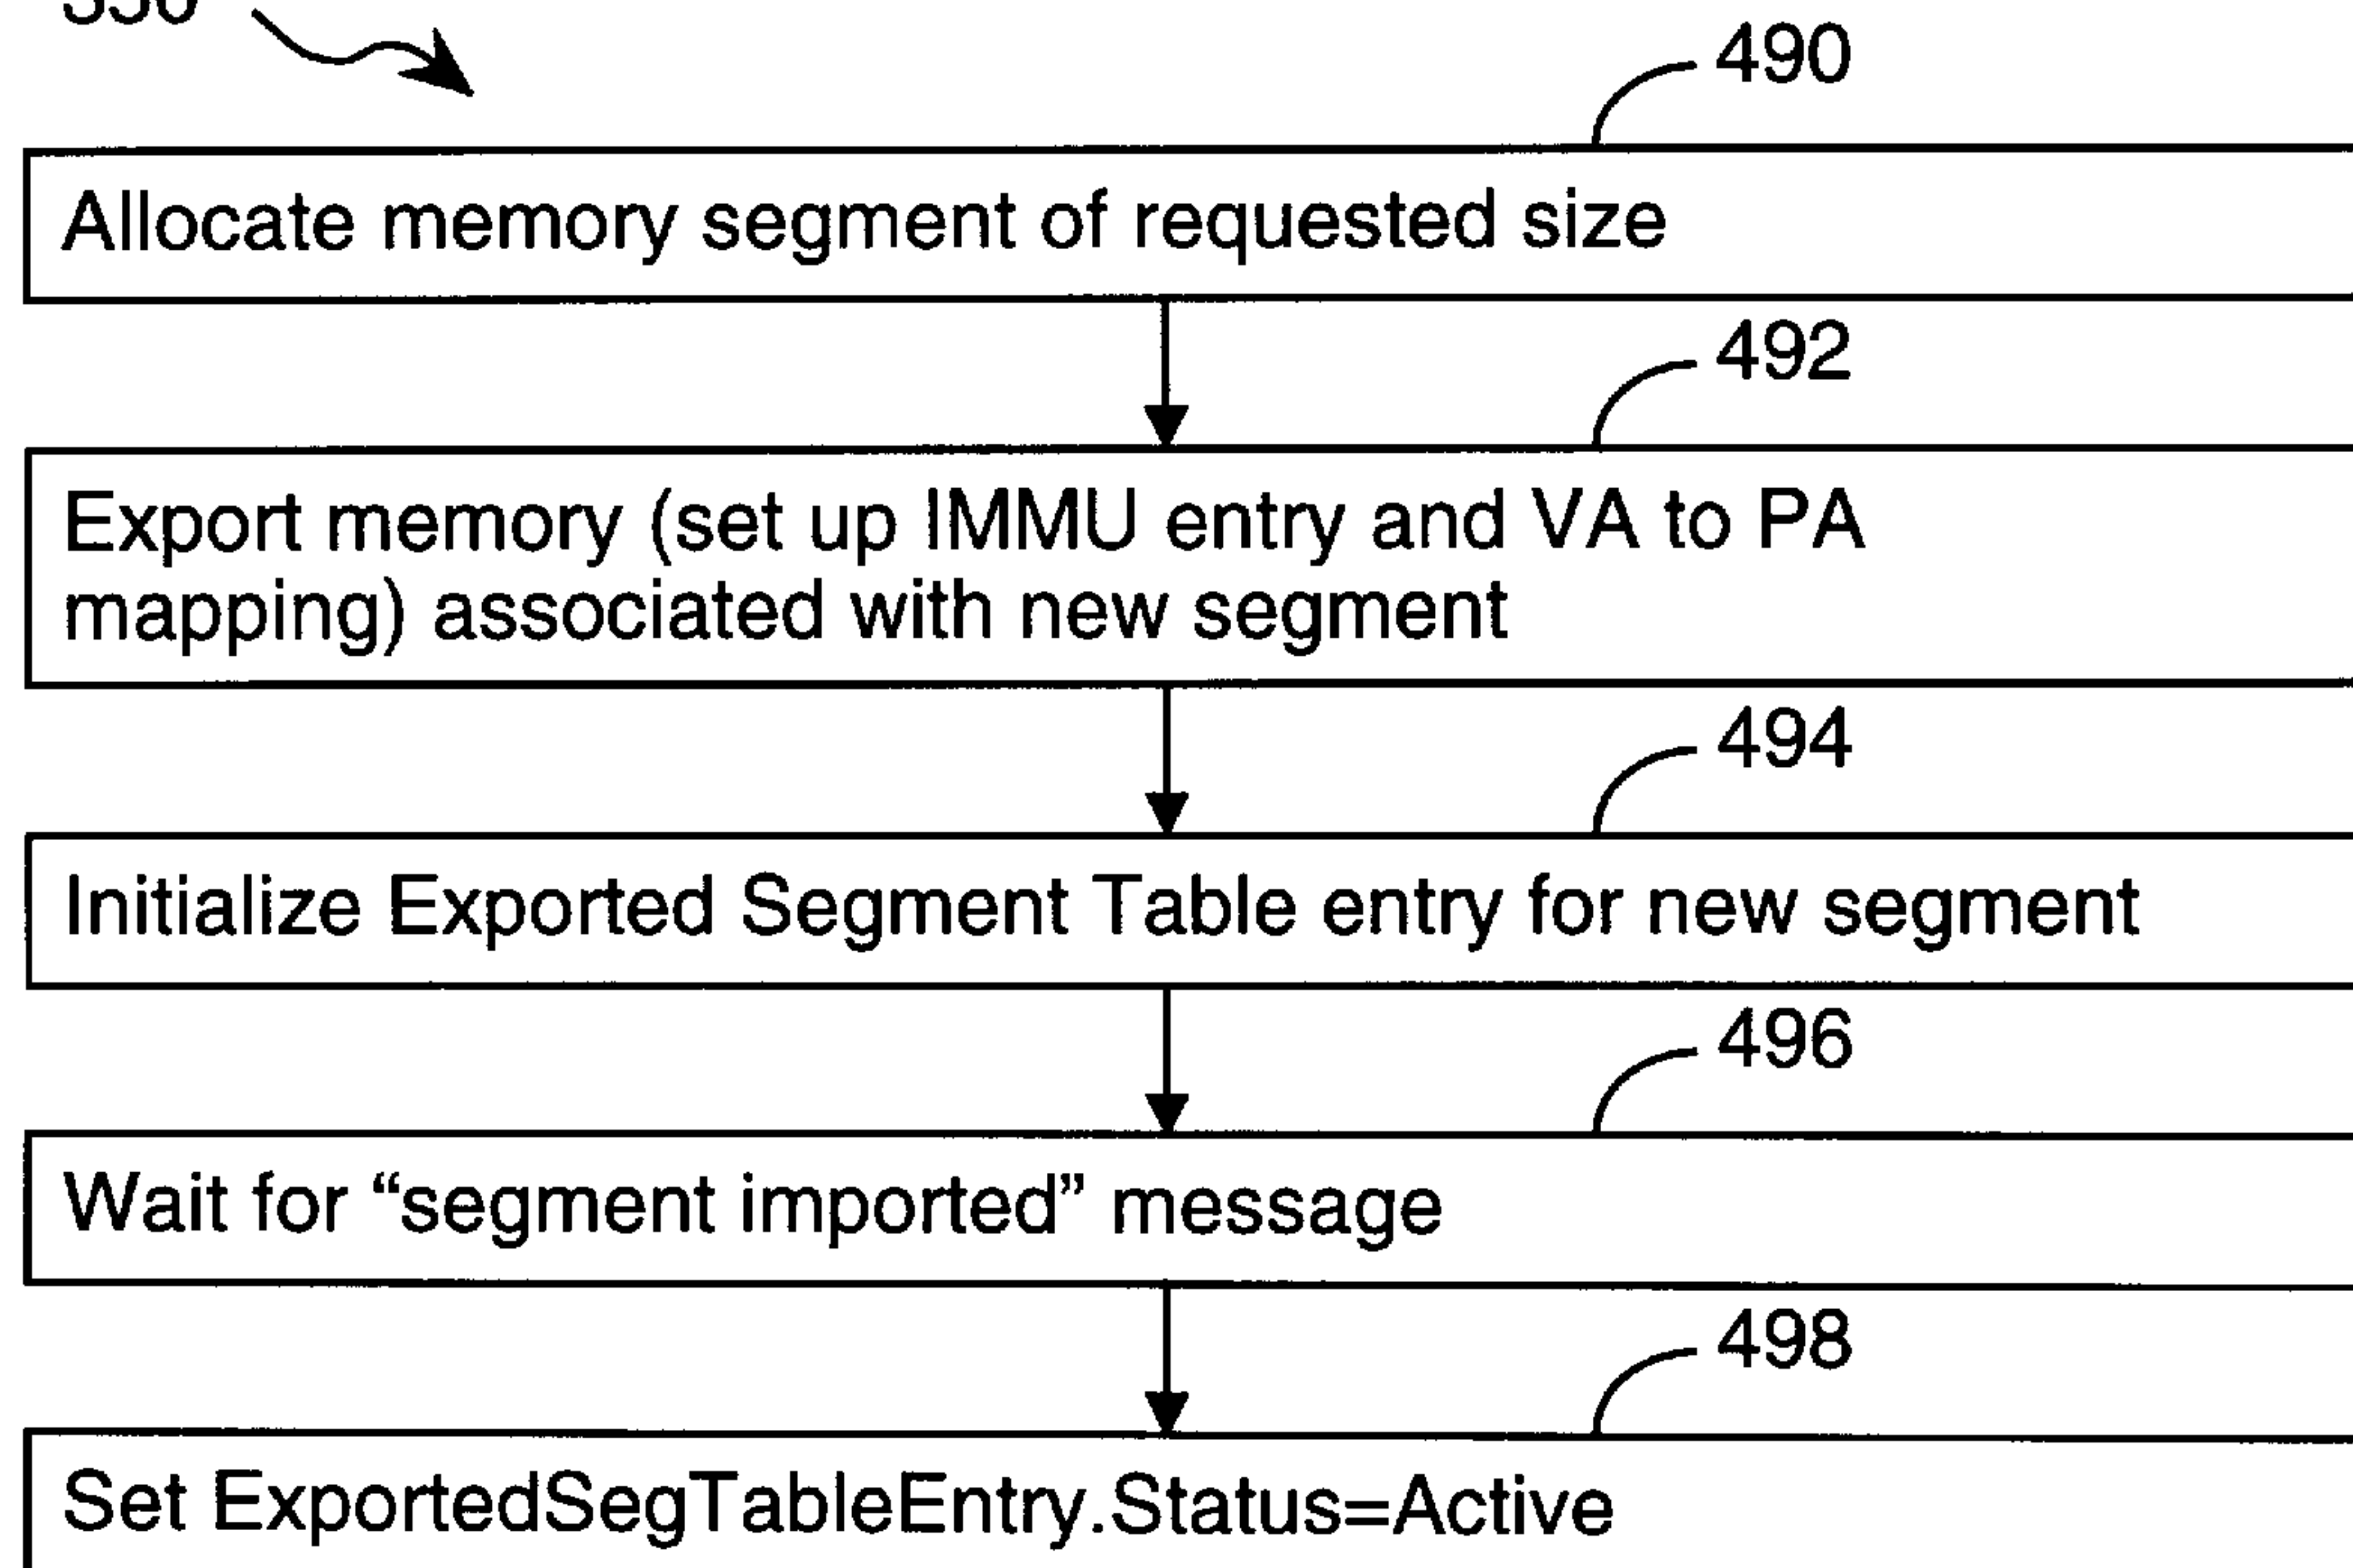 490
Allocate memory segment of requested size
492
Export memory (set up IMMU entry and VA to PA
mapping) associated with new segment
494
Initialize Exported Segment Table entry for new segment
496
Wait for “segment imported” message
498
Set ExportedSegTableEntry.Status=Active